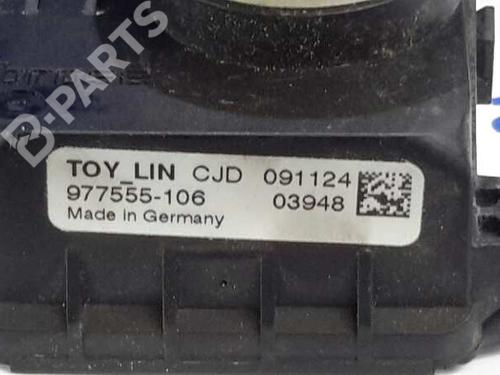 B-PARTS
TOY_LIN CJD 091124
977555-106 03948
Made in Germany